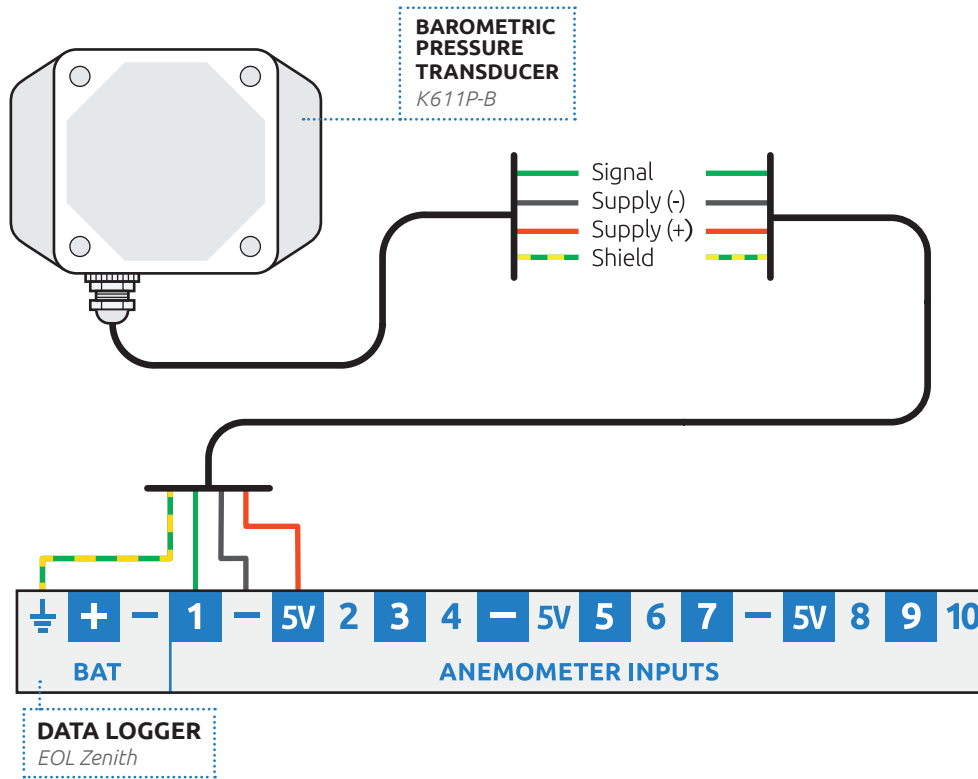 BAROMETRIC
PRESSURE
TRANSDUCER
K611P-B
Signal
Supply (-)
Supply (+)
Shield
+ − 1 − 5V 2 3 4 − 5V 5 6 7 − 5V 8 9 10
BAT ANEMOMETER INPUTS
DATA LOGGER
EOL Zenith